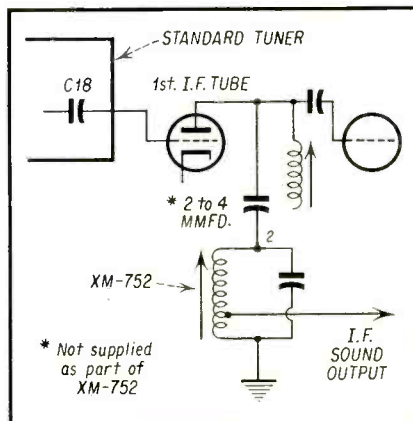 STANDARD TUNER
C18
1st. I.F. TUBE
* 2 to 4
MMFD.
2
XM-752
I.F.
SOUND
OUTPUT
* Not supplied
as part of
XM-752